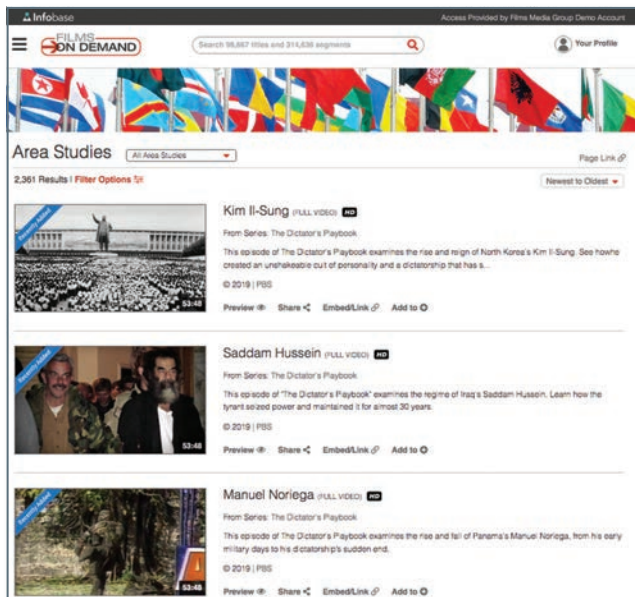 Infobase
Access Provided by Films Media Group Demo Account
FILMS
ON DEMAND
Search 98,667 titles and 314,636 segments
Your Profile
Area Studies
All Area Studies
Page Link
2,361 Results | Filter Options
Newest to Oldest
Recently Added
53:48
Kim Il-Sung (FULL VIDEO) HD
From Series: The Dictator's Playbook
This episode of The Dictator's Playbook examines the rise and reign of North Korea's Kim Il-Sung. See howhe
created an unshakeable cult of personality and a dictatorship that has s...
© 2019 | PBS
Preview Share Embed/Link Add to
Recently Added
53:48
Saddam Hussein (FULL VIDEO) HD
From Series: The Dictator's Playbook
This episode of "The Dictator's Playbook" examines the regime of Iraq's Saddam Hussein. Learn how the
tyrant seized power and maintained it for almost 30 years.
© 2019 | PBS
Preview Share Embed/Link Add to
Recently Added
53:48
Manuel Noriega (FULL VIDEO) HD
From Series: The Dictator's Playbook
This episode of The Dictator's Playbook examines the rise and fall of Panama's Manuel Noriega, from his early
military days to his dictatorship's sudden end.
© 2019 | PBS
Preview Share Embed/Link Add to